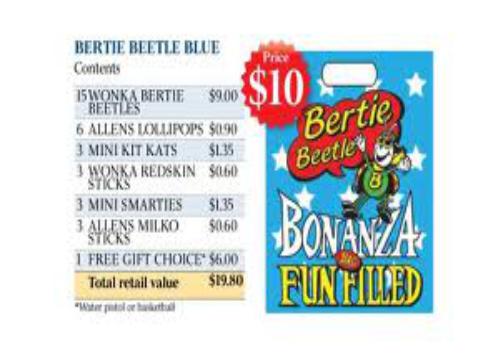 BERTIE BEETLE BLUE
Contents
15 WONKA BERTIE $9.00
BEETLES
6 ALLENS LOLLIPOPS $0.90
3 MINI KIT KATS $1.35
3 WONKA REDSKIN $0.60
STICKS
3 MINI SMARTIES $1.35
3 ALLENS MILKO $0.60
STICKS
1 FREE GIFT CHOICE* $6.00
Total retail value $19.80
*Water pistol or basketball
Price
$10
Bertie
Beetle
B
BONANZA
BAG
FUN FILLED